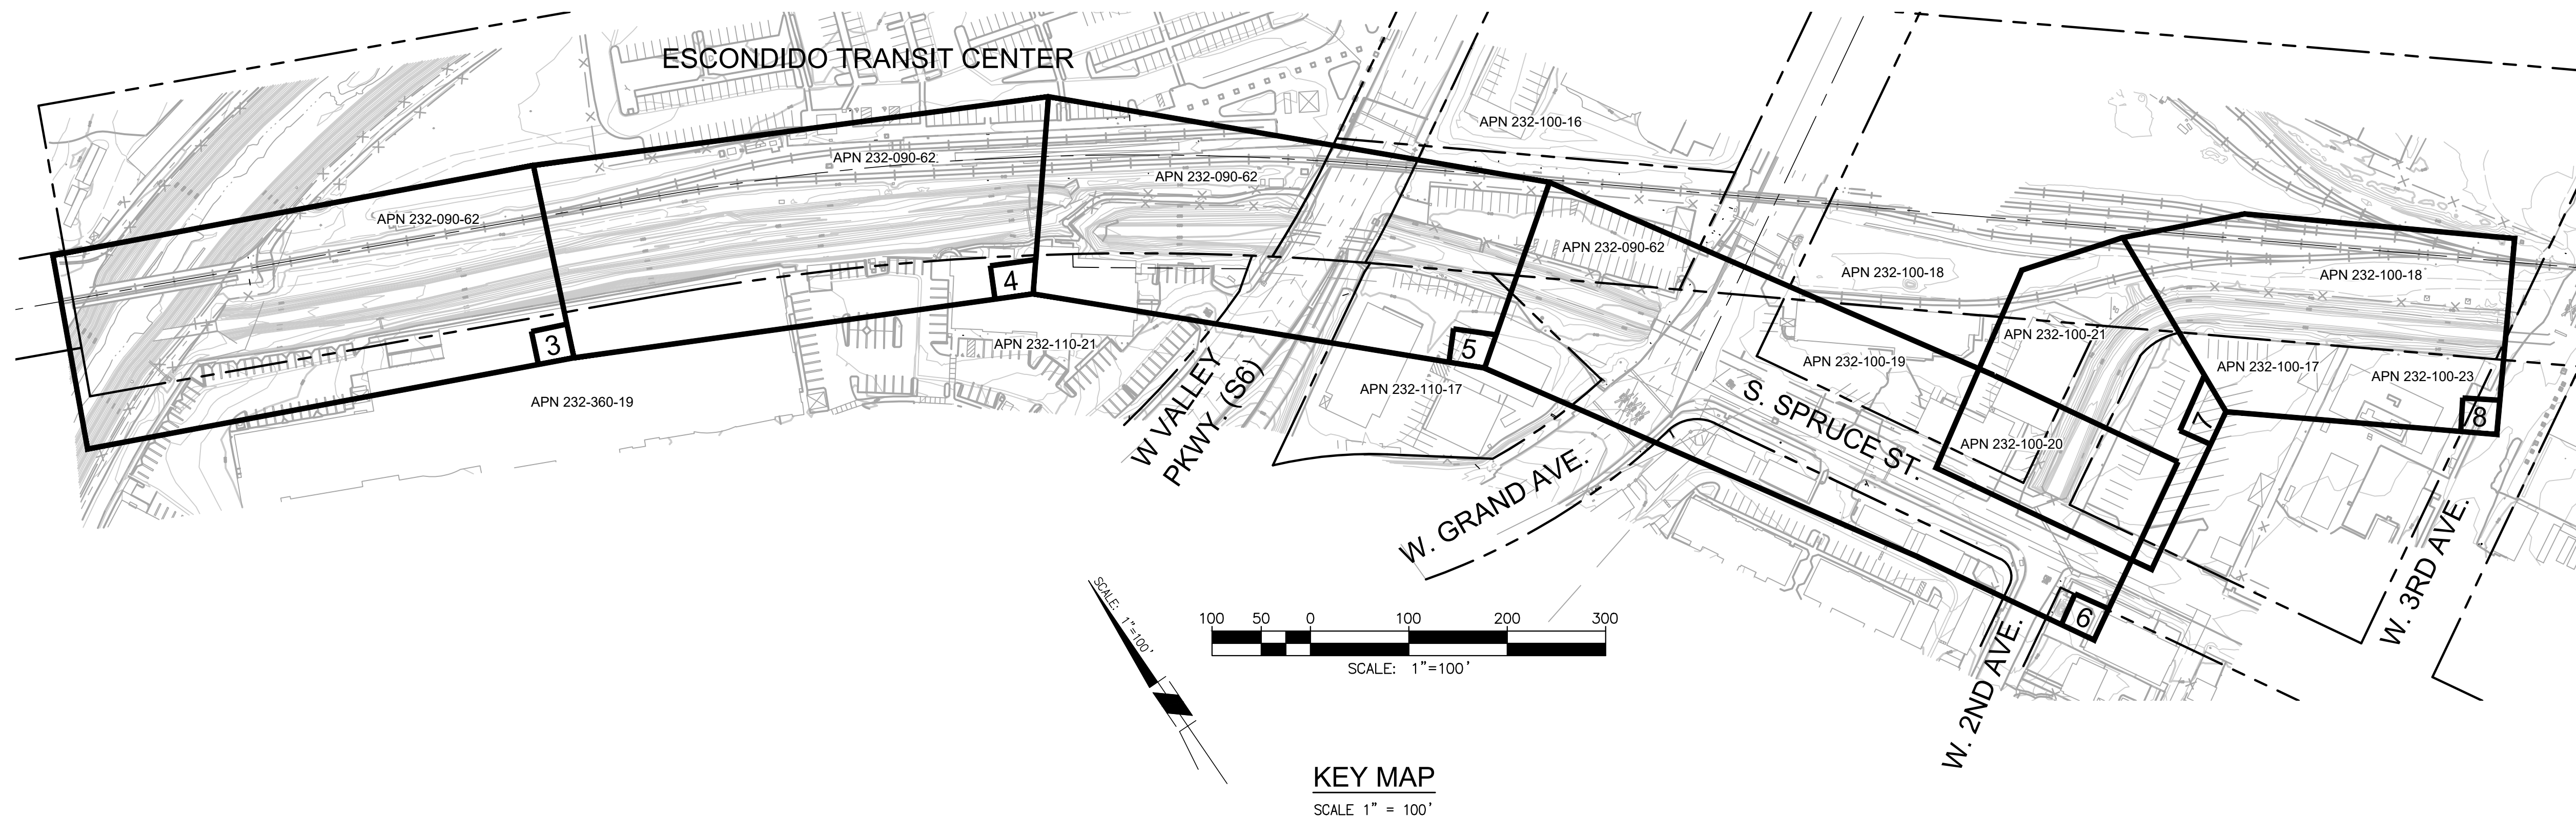 ESCONDIDO TRANSIT CENTER
APN 232-100-16
APN 232-090-62
APN 232-090-62
APN 232-090-62
APN 232-090-62
APN 232-100-18
APN 232-100-18
4
3
5
APN 232-110-21
APN 232-360-19
APN 232-110-17
APN 232-100-21
APN 232-100-19
APN 232-100-17
APN 232-100-23
APN 232-100-20
7
8
6
W VALLEY
PKWY. (S6)
S. SPRUCE ST.
W. GRAND AVE.
W. 2ND AVE.
W. 3RD AVE.
SCALE: 1"=100'
100 50 0 100 200 300
SCALE: 1"=100'
KEY MAP
SCALE 1" = 100'